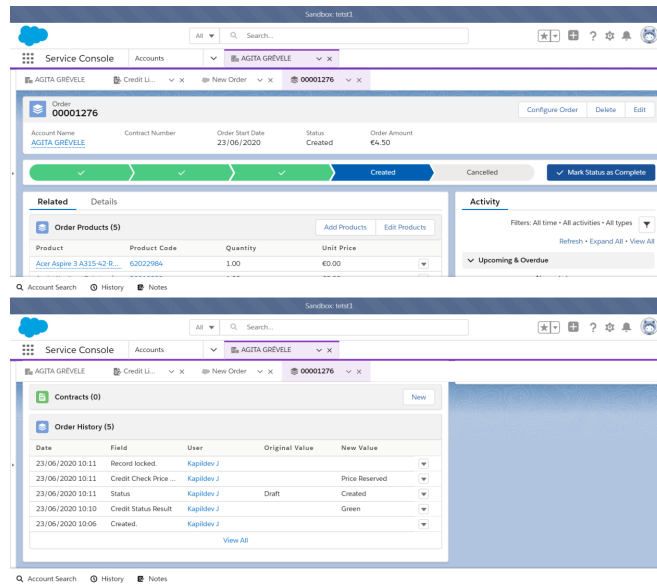 Sandbox: tetst1
All Search...
Service Console Accounts AGITA GRĒVELE
AGITA GRĒVELE Credit Li... New Order 00001276
Order
00001276
Configure Order Delete Edit
Account Name Contract Number Order Start Date Status Order Amount
AGITA GRĒVELE 23/06/2020 Created €4.50
Created Cancelled Mark Status as Complete
Related Details
Activity
Order Products (5) Add Products Edit Products
Filters: All time • All activities • All types
Refresh • Expand All • View All
Product Product Code Quantity Unit Price
Acer Aspire 3 A315-42-R... 62022984 1.00 €0.00
Upcoming & Overdue
Account Search History Notes
Sandbox: tetst1
All Search...
Service Console Accounts AGITA GRĒVELE
AGITA GRĒVELE Credit Li... New Order 00001276
Contracts (0) New
Order History (5)
Date Field User Original Value New Value
23/06/2020 10:11 Record locked. Kapildev J
23/06/2020 10:11 Credit Check Price ... Kapildev J Price Reserved
23/06/2020 10:11 Status Kapildev J Draft Created
23/06/2020 10:10 Credit Status Result Kapildev J Green
23/06/2020 10:06 Created. Kapildev J
View All
Account Search History Notes